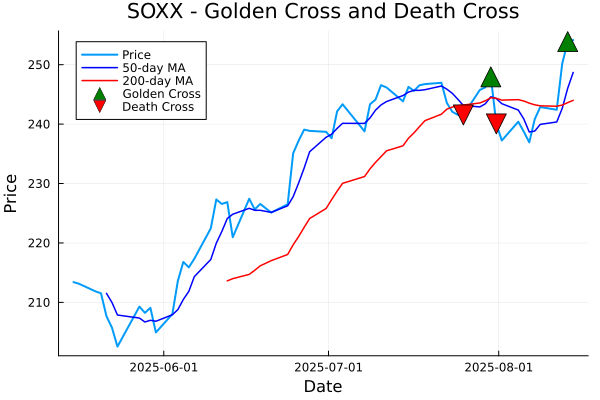 SOXX - Golden Cross and Death Cross
Price
50-day MA
200-day MA
Golden Cross
Death Cross
250
240
230
220
210
Price
2025-06-01
2025-07-01
2025-08-01
Date